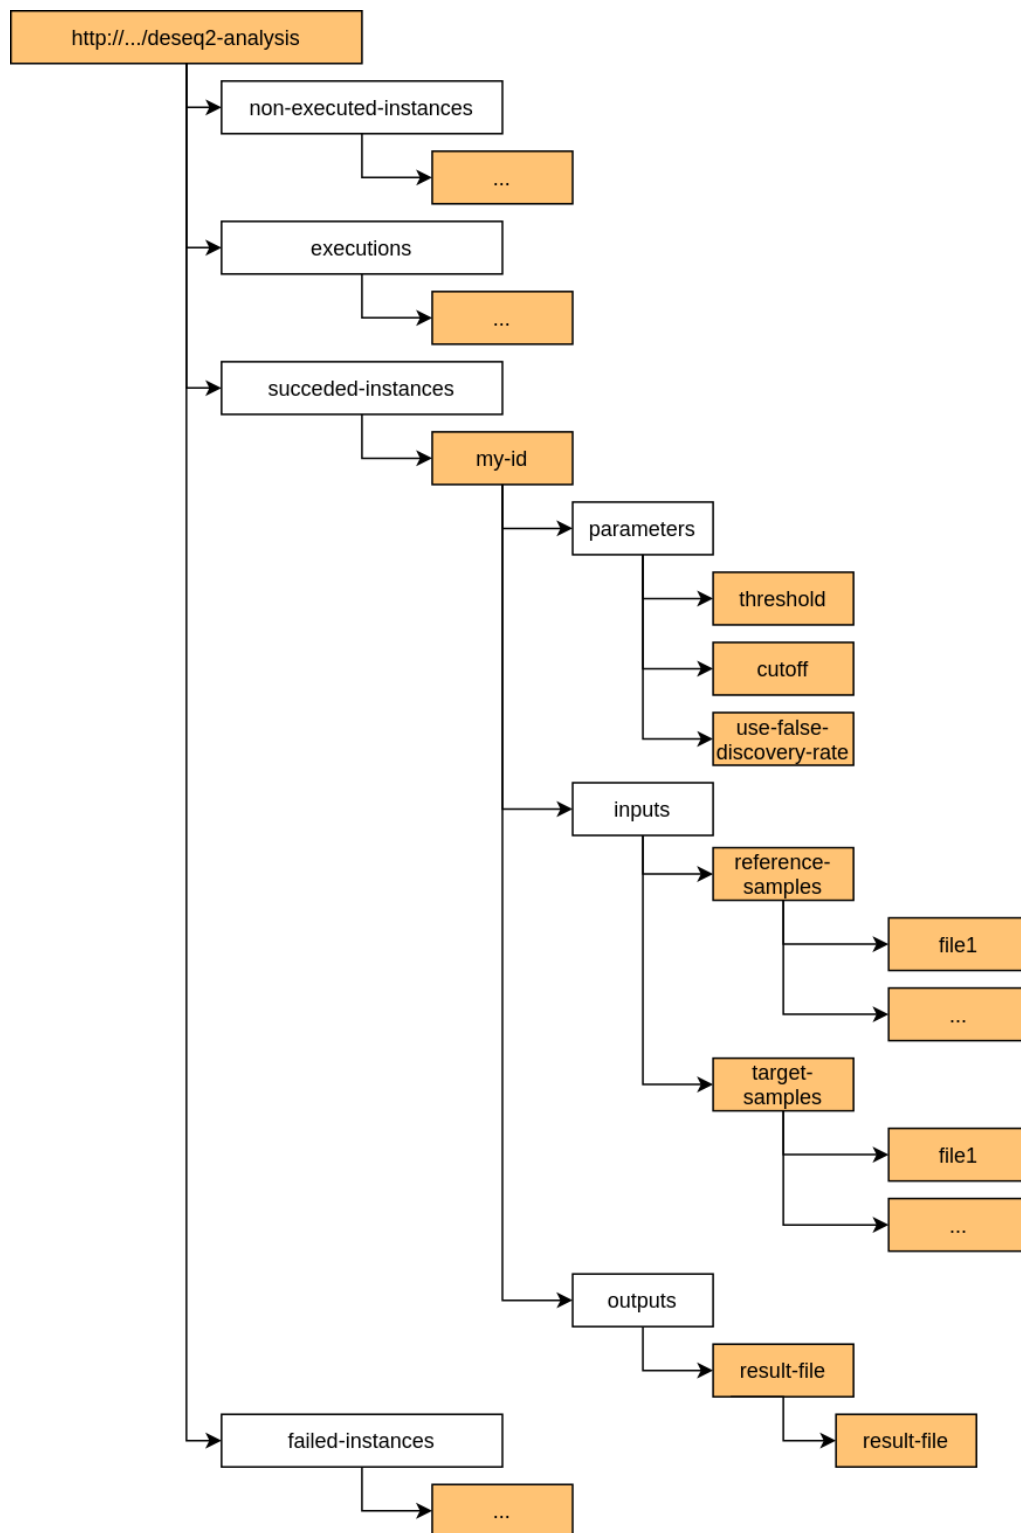 http://.../deseq2-analysis
non-executed-instances
...
executions
...
succeded-instances
my-id
parameters
threshold
cutoff
use-false-
discovery-rate
inputs
reference-
samples
file1
...
target-
samples
file1
...
outputs
result-file
failed-instances
result-file
...